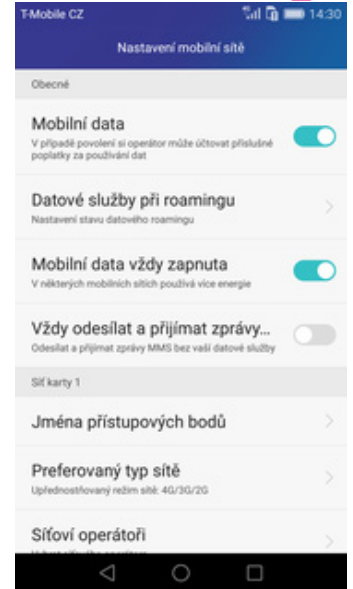 T-Mobile CZ
14:30
Nastavení mobilní sítě
Obecné
Mobilní data
V případě povolení si operátor může účtovat příslušné
poplatky za používání dat
Datové služby při roamingu
Nastavení stavu datového roamingu
Mobilní data vždy zapnuta
V některých mobilních sítích používá více energie
Vždy odesílat a přijímat zprávy...
Odesílat a přijímat zprávy MMS bez vaší datové služby
Síť karty 1
Jména přístupových bodů
Preferovaný typ sítě
Upřednostňovaný režim sítě: 4G/3G/2G
Síťoví operátoři